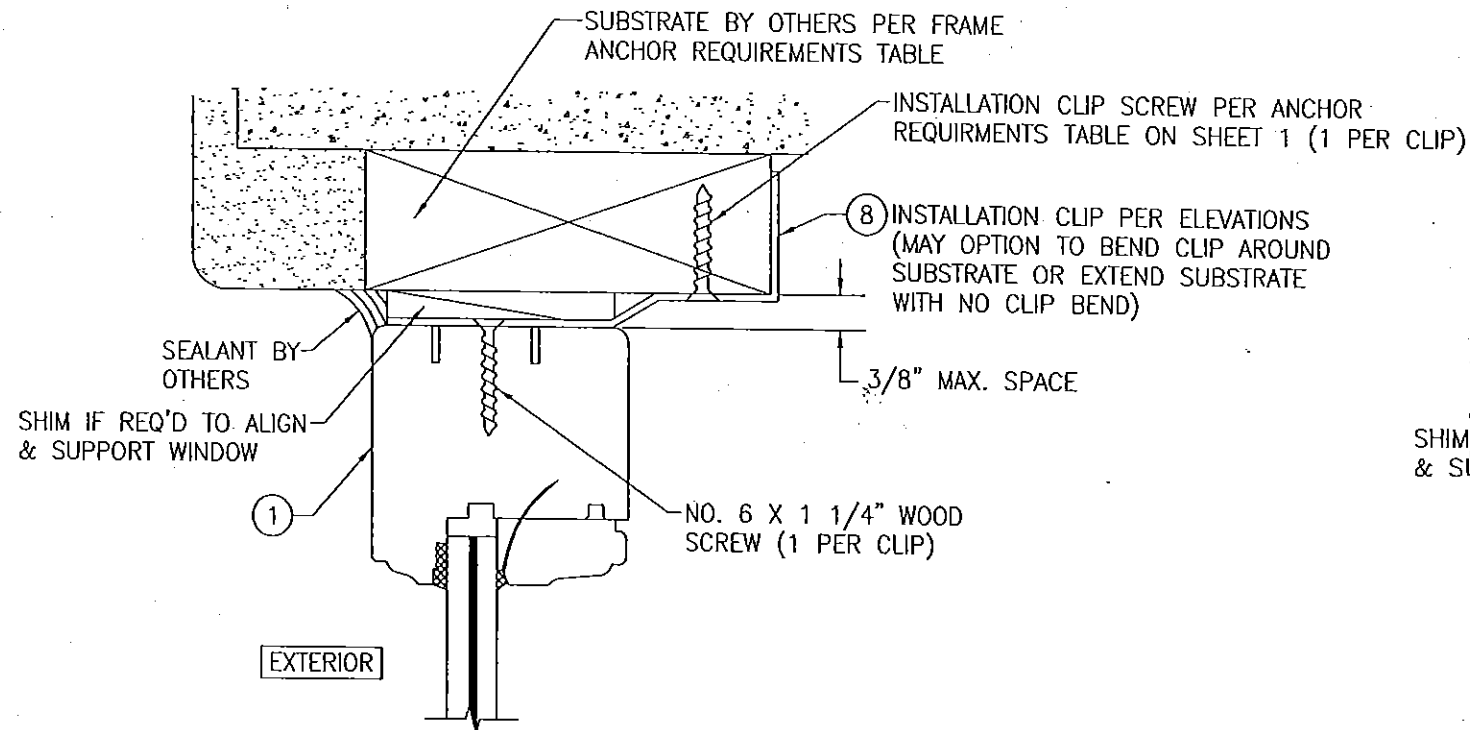 SUBSTRATE BY OTHERS PER FRAME
ANCHOR REQUIREMENTS TABLE
INSTALLATION CLIP SCREW PER ANCHOR
REQUIRMENTS TABLE ON SHEET 1 (1 PER CLIP)
8 INSTALLATION CLIP PER ELEVATIONS
(MAY OPTION TO BEND CLIP AROUND
SUBSTRATE OR EXTEND SUBSTRATE
WITH NO CLIP BEND)
SEALANT BY
OTHERS
3/8" MAX. SPACE
SHIM IF REQ'D TO ALIGN
& SUPPORT WINDOW
SHIM
& SU
1
NO. 6 X 1 1/4" WOOD
SCREW (1 PER CLIP)
EXTERIOR